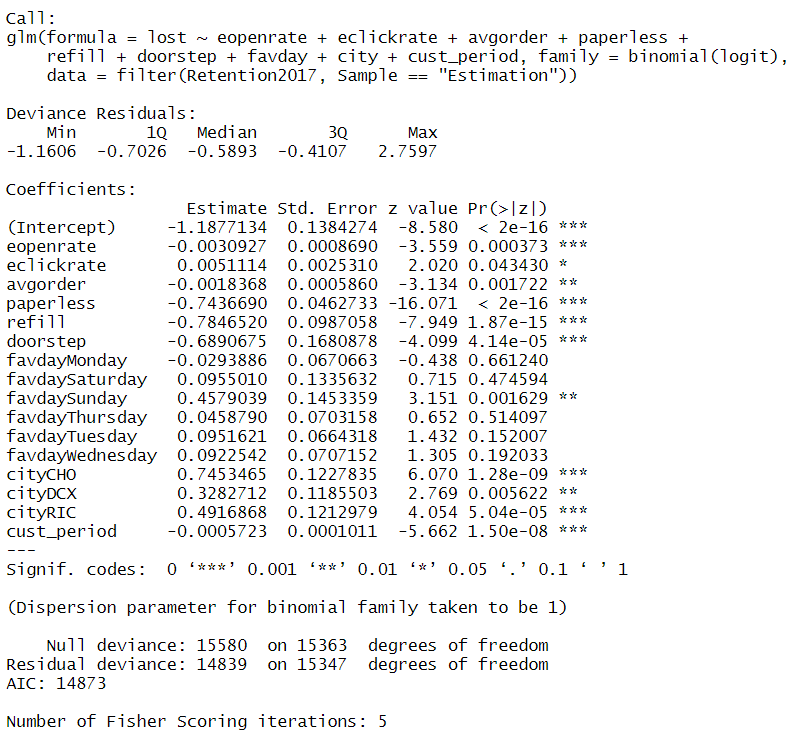 Call:
glm(formula = lost ~ eopenrate + eclickrate + avgorder + paperless +
    refill + doorstep + favday + city + cust_period, family = binomial(logit),
    data = filter(Retention2017, Sample == "Estimation"))

Deviance Residuals:
    Min       1Q   Median       3Q      Max
-1.1606  -0.7026  -0.5893  -0.4107   2.7597

Coefficients:
                  Estimate Std. Error z value Pr(>|z|)
(Intercept)     -1.1877134  0.1384274  -8.580  < 2e-16 ***
eopenrate       -0.0030927  0.0008690  -3.559 0.000373 ***
eclickrate       0.0051114  0.0025310   2.020 0.043430 *
avgorder        -0.0018368  0.0005860  -3.134 0.001722 **
paperless       -0.7436690  0.0462733 -16.071  < 2e-16 ***
refill          -0.7846520  0.0987058  -7.949 1.87e-15 ***
doorstep        -0.6890675  0.1680878  -4.099 4.14e-05 ***
favdayMonday    -0.0293886  0.0670663  -0.438 0.661240
favdaySaturday   0.0955010  0.1335632   0.715 0.474594
favdaySunday     0.4579039  0.1453359   3.151 0.001629 **
favdayThursday   0.0458790  0.0703158   0.652 0.514097
favdayTuesday    0.0951621  0.0664318   1.432 0.152007
favdayWednesday  0.0922542  0.0707152   1.305 0.192033
cityCHO          0.7453465  0.1227835   6.070 1.28e-09 ***
cityDCX          0.3282712  0.1185503   2.769 0.005622 **
cityRIC          0.4916868  0.1212979   4.054 5.04e-05 ***
cust_period     -0.0005723  0.0001011  -5.662 1.50e-08 ***
---
Signif. codes:  0 ‘***’ 0.001 ‘**’ 0.01 ‘*’ 0.05 ‘.’ 0.1 ‘ ’ 1

(Dispersion parameter for binomial family taken to be 1)

    Null deviance: 15580  on 15363  degrees of freedom
Residual deviance: 14839  on 15347  degrees of freedom
AIC: 14873

Number of Fisher Scoring iterations: 5